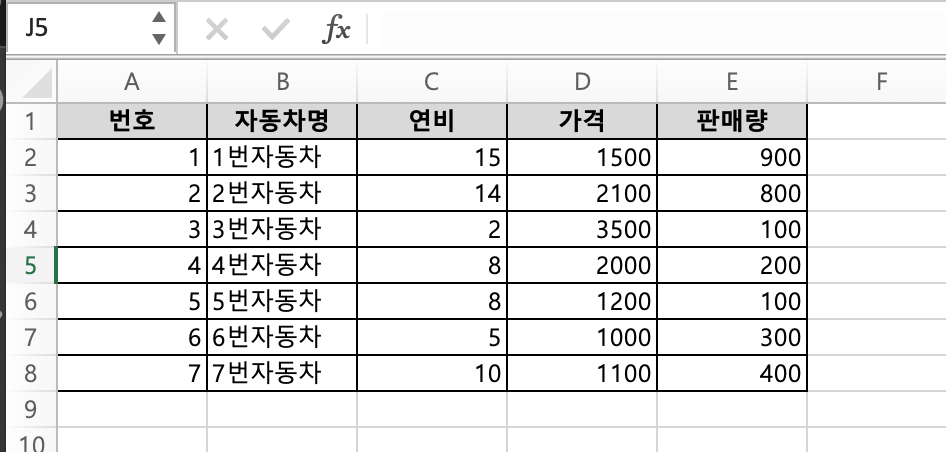 J5 fx
A B C D E F
1 번호 자동차명 연비 가격 판매량
2 1 1번자동차 15 1500 900
3 2 2번자동차 14 2100 800
4 3 3번자동차 2 3500 100
5 4 4번자동차 8 2000 200
6 5 5번자동차 8 1200 100
7 6 6번자동차 5 1000 300
8 7 7번자동차 10 1100 400
9
10